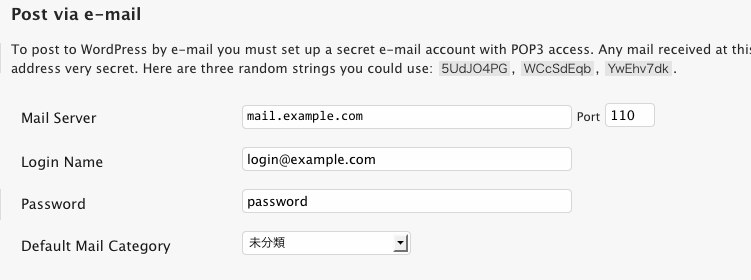 Post via e-mail
To post to WordPress by e-mail you must set up a secret e-mail account with POP3 access. Any mail received at this
address very secret. Here are three random strings you could use: 5UdJO4PG , WCcSdEqb , YwEhv7dk .
Mail Server mail.example.com Port 110
Login Name login@example.com
Password password
Default Mail Category 未分類